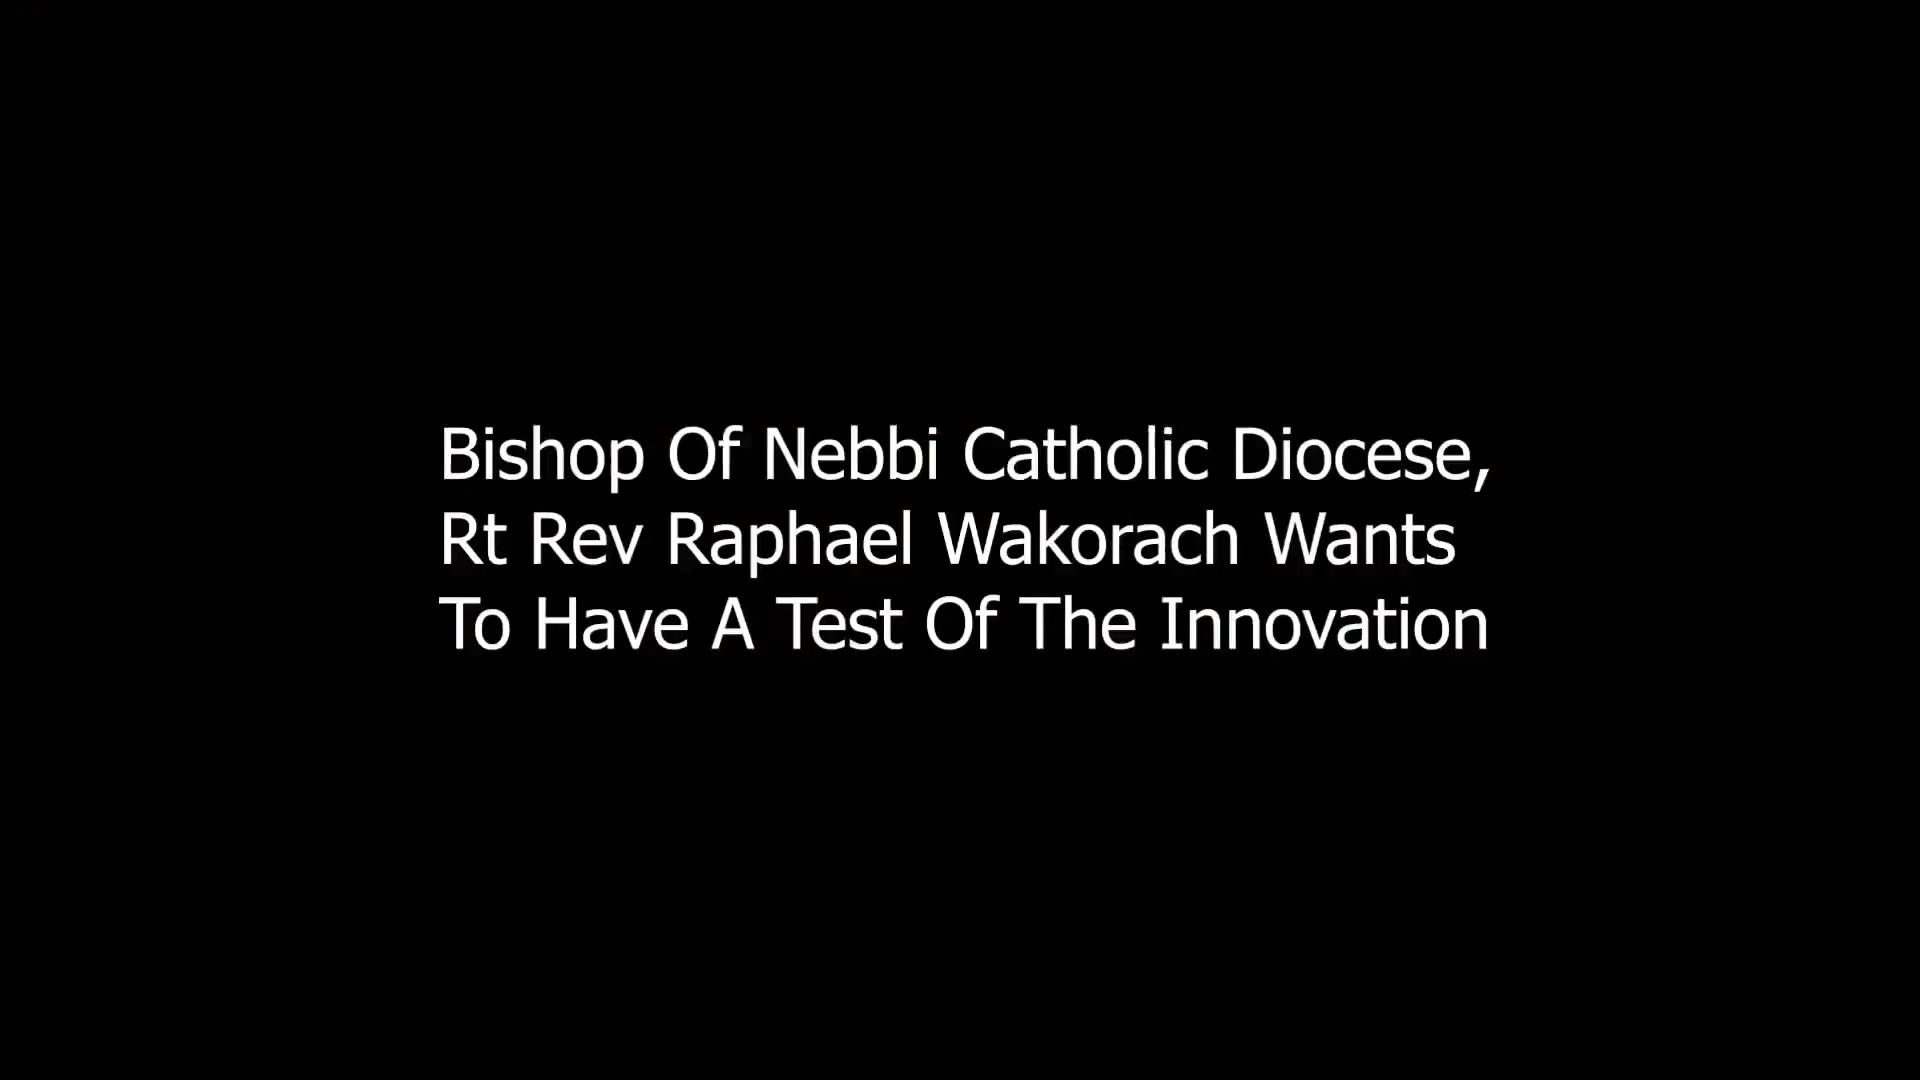 Bishop Of Nebbi Catholic Diocese,
Rt Rev Raphael Wakorach Wants
To Have A Test Of The Innovation